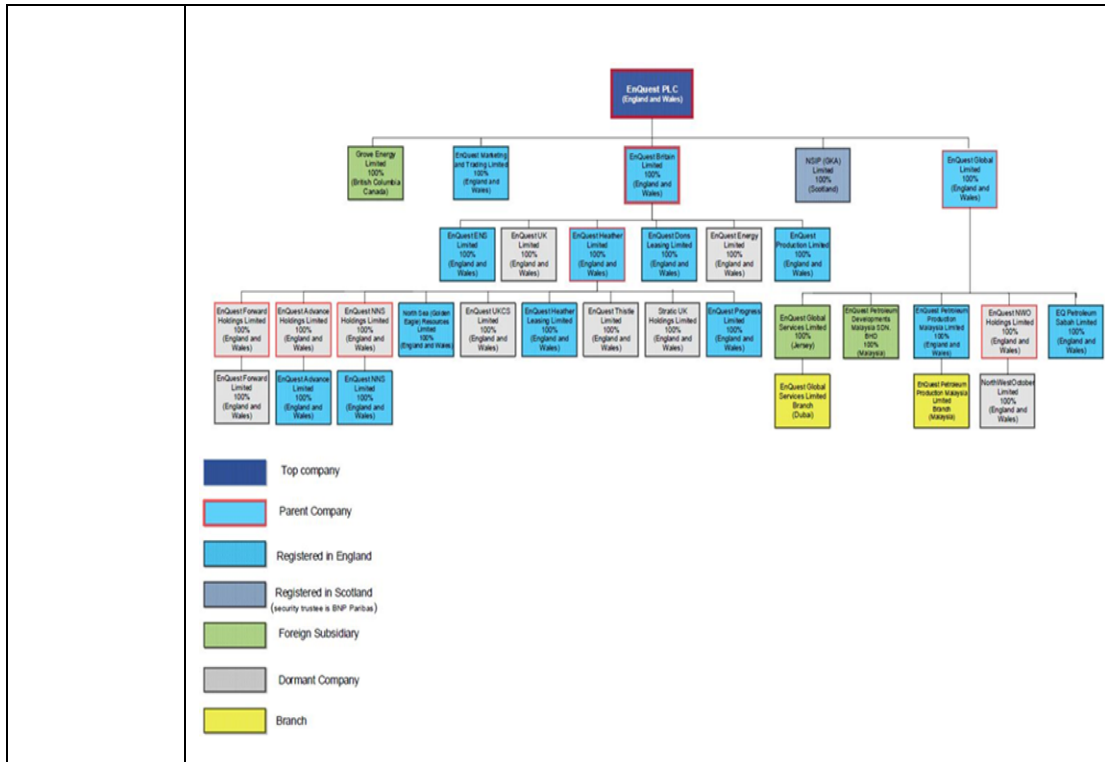 EnQuest PLC
(England and Wales)
Grove Energy
Limited
100%
(British Columbia
Canada)
EnQuest Marketing
and Trading Limited
100%
(England and
Wales)
EnQuest Britain
Limited
100%
(England and
Wales)
NSIP (GKA)
Limited
100%
(Scotland)
EnQuest Global
Limited
100%
(England and
Wales)
EnQuest ENS
Limited
100%
(England and
Wales)
EnQuest UK
Limited
100%
(England and
Wales)
EnQuest Heather
Limited
100%
(England and
Wales)
EnQuest Dons
Leasing Limited
100%
(England and
Wales)
EnQuest Energy
Limited
100%
(England and
Wales)
EnQuest
Production Limited
100%
(England and
Wales)
EnQuest Forward
Holdings Limited
100%
(England and
Wales)
EnQuest Advance
Holdings Limited
100%
(England and
Wales)
EnQuest NNS
Holdings Limited
100%
(England and
Wales)
North Sea (Golden
Eagle) Resources
Limited
100%
(England and Wales)
EnQuest UKCS
Limited
100%
(England and
Wales)
EnQuest Heather
Leasing Limited
100%
(England and
Wales)
EnQuest Thistle
Limited
100%
(England and
Wales)
Stratic UK
Holdings Limited
100%
(England and
Wales)
EnQuest Progress
Limited
100%
(England and
Wales)
EnQuest Global
Services Limited
100%
(Jersey)
EnQuest Petroleum
Developments
Malaysia SDN.
BHD
100%
(Malaysia)
EnQuest Petroleum
Production
Malaysia Limited
100%
(England and
Wales)
EnQuest NWO
Holdings Limited
100%
(England and
Wales)
EQ Petroleum
Sabah Limited
100%
(England and
Wales)
EnQuest Forward
Limited
100%
(England and
Wales)
EnQuest Advance
Limited
100%
(England and
Wales)
EnQuest NNS
Limited
100%
(England and
Wales)
EnQuest Global
Services Limited
Branch
(Dubai)
EnQuest Petroleum
Production Malaysia
Limited
Branch
(Malaysia)
NorthWestOctober
Limited
100%
(England and
Wales)
Top company
Parent Company
Registered in England
Registered in Scotland
(security trustee is BNP Paribas)
Foreign Subsidiary
Dormant Company
Branch